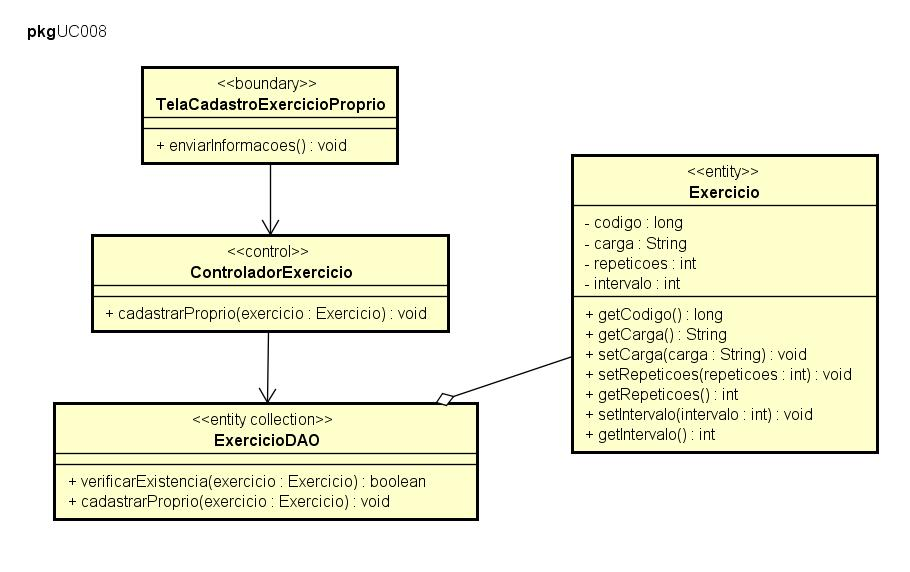 pkgUC008
<<boundary>>
TelaCadastroExercicioProprio
+ enviarInformacoes() : void
<<control>>
ControladorExercicio
+ cadastrarProprio(exercicio : Exercicio) : void
<<entity collection>>
ExercicioDAO
+ verificarExistencia(exercicio : Exercicio) : boolean
+ cadastrarProprio(exercicio : Exercicio) : void
<<entity>>
Exercicio
- codigo : long
- carga : String
- repeticoes : int
- intervalo : int
+ getCodigo() : long
+ getCarga() : String
+ setCarga(carga : String) : void
+ setRepeticoes(repeticoes : int) : void
+ getRepeticoes() : int
+ setIntervalo(intervalo : int) : void
+ getIntervalo() : int